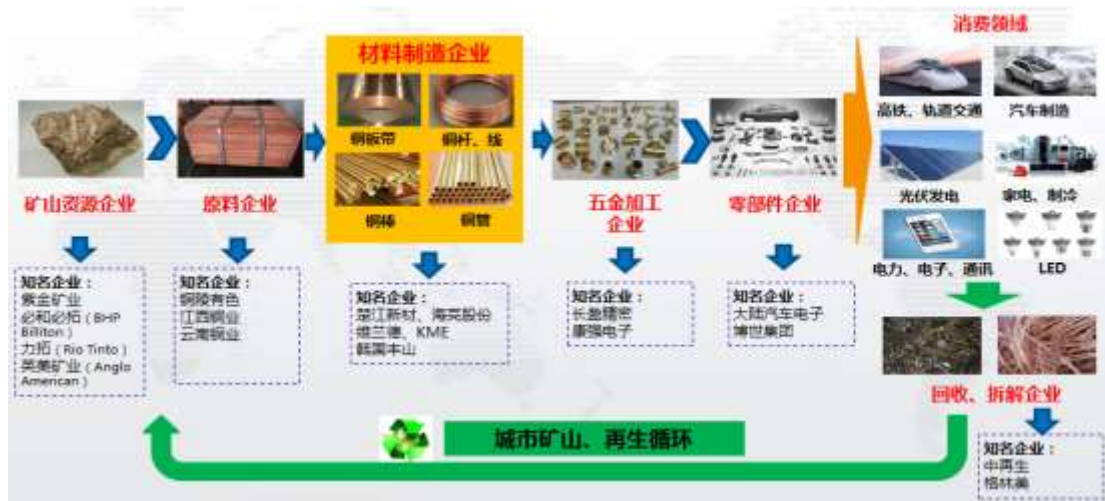 消费领域
材料制造企业
铜板带
铜杆、线
铜棒
铜管
高铁、轨道交通
汽车制造
光伏发电
家电、制冷
电力、电子、通讯
LED
矿山资源企业
原料企业
五金加工
企业
零部件企业
知名企业：
紫金矿业
必和必拓（BHP
Billiton）
力拓（Rio Tinto）
英美矿业（Anglo
American）
知名企业：
铜陵有色
江西铜业
云南铜业
知名企业：
楚江新材、海亮股份
维兰德、KME
韩国丰山
知名企业：
长盈精密
康强电子
知名企业：
大陆汽车电子
博世集团
回收、拆解企业
知名企业：
中再生
格林美
城市矿山、再生循环